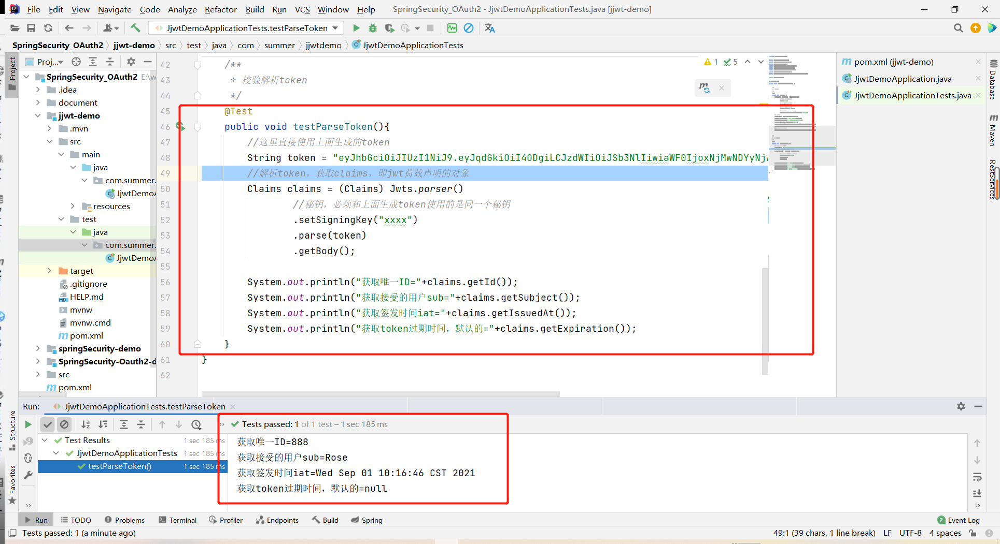 File Edit View Navigate Code Analyze Refactor Build Run VCS Window Help SpringSecurity_OAuth2 - JjwtDemoApplicationTests.java [jjwt-demo]
JjwtDemoApplicationTests.testParseToken
SpringSecurity_OAuth2 jjwt-demo src test java com summer jjwtdemo JjwtDemoApplicationTests
Project
Proj...
SpringSecurity_OAuth2 E:\w
.idea
document
jjwt-demo
.mvn
src
main
java
com.summer.
JjwtDemoA
resources
test
java
com.summer.
JjwtDemoA
target
.gitignore
HELP.md
mvnw
mvnw.cmd
pom.xml
springSecurity-demo
SpringSecurity-Oauth2-d
src
pom.xml
1 5
42 /**
43 * 校验解析token
44 */
45 @Test
46 public void testParseToken(){
47 //这里直接使用上面生成的token
48 String token = "eyJhbGciOiJIUzI1NiJ9.eyJqdGkiOiI4ODgiLCJzdWIiOiJSb3NlIiwiaWF0IjoxNjMwNDYyNjA
49 //解析token，获取claims，即jwt荷载声明的对象
50 Claims claims = (Claims) Jwts.parser()
51 //秘钥，必须和上面生成token使用的是同一个秘钥
52 .setSigningKey("xxxx")
53 .parse(token)
54 .getBody();
55
56 System.out.println("获取唯一ID="+claims.getId());
57 System.out.println("获取接受的用户sub="+claims.getSubject());
58 System.out.println("获取签发时间iat="+claims.getIssuedAt());
59 System.out.println("获取token过期时间，默认的="+claims.getExpiration());
60 }
61 }
62
pom.xml (jjwt-demo)
JjwtDemoApplication.java
JjwtDemoApplicationTests.java
Database
Maven
RestServices
Run: JjwtDemoApplicationTests.testParseToken
Tests passed: 1 of 1 test – 1 sec 185 ms
Test Results 1 sec 185 ms
JjwtDemoApplicationTests 1 sec 185 ms
testParseToken() 1 sec 185 ms
获取唯一ID=888
获取接受的用户sub=Rose
获取签发时间iat=Wed Sep 01 10:16:46 CST 2021
获取token过期时间，默认的=null
Structure
Favorites
Run TODO Problems Terminal Profiler Endpoints Build Spring 2 Event Log
Tests passed: 1 (a minute ago) 49:1 (39 chars, 1 line break) LF UTF-8 4 spaces